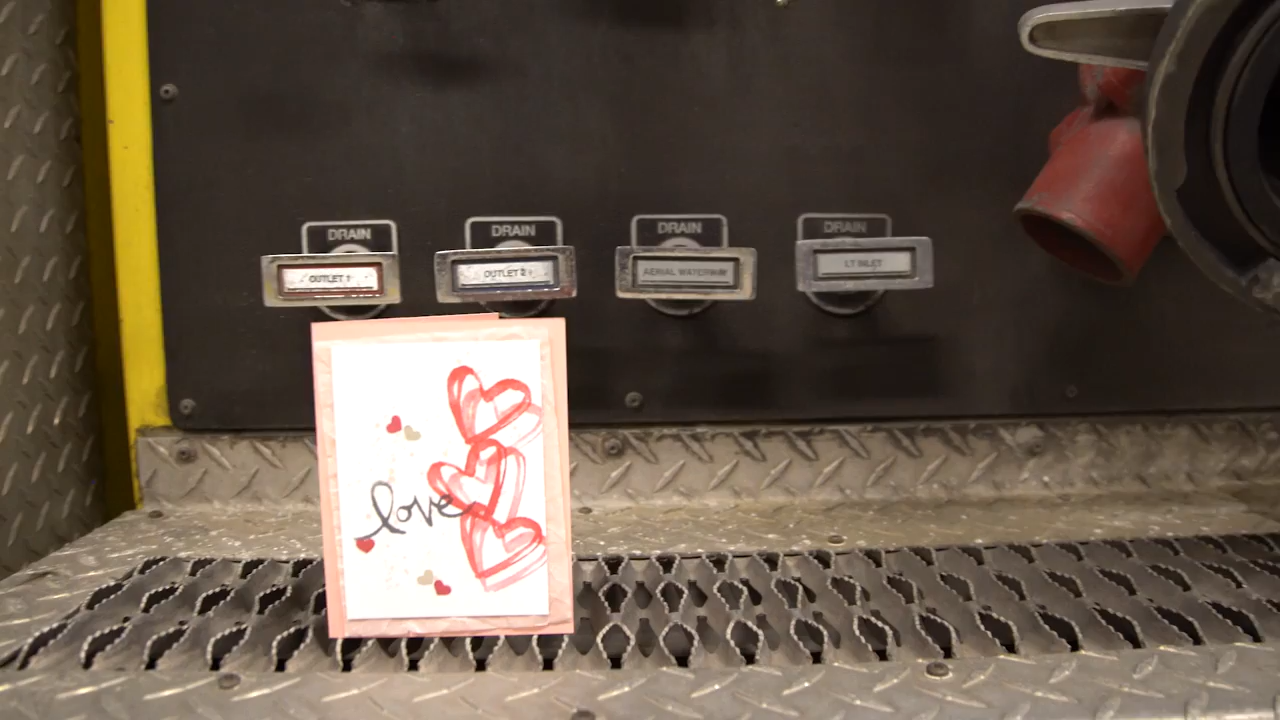 DRAIN
OUTLET 1
DRAIN
OUTLET 2
DRAIN
AERIAL WATERWAY
DRAIN
LT INLET
love